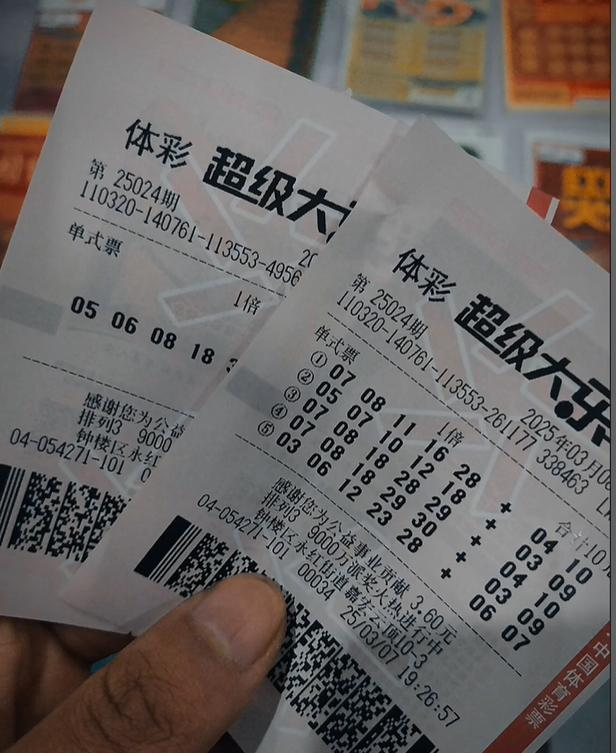 体彩 超级大
第 25024期
110320-140761-113553-4956
单式票
1倍
05 06 08 18
感谢您为公益
排列3 9000
钟楼区永红
04-054271-101 0
体彩 超级大乐
第 25024期
2025年03月08
110320-140761-113553-261177 338463
单式票
1倍
合计10
① 07 08 11 16 28 + 04 10
② 05 07 10 12 18 + 03 09
③ 07 08 18 28 29 + 04 10
④ 07 08 18 29 30 + 03 09
⑤ 03 06 12 23 28 + 06 07
感谢您为公益事业贡献 3.60元
排列3 9000万派奖火热进行中
钟楼区永红街道嘉宏云顶10-3
04-054271-101 00034 25/03/07 19:26:57
中国体育彩票